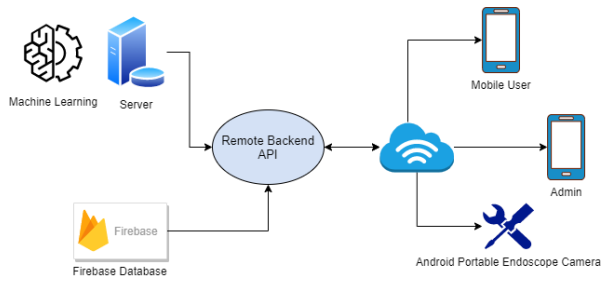 Machine Learning
Server
Remote Backend
API
Firebase
Firebase Database
Mobile User
Admin
Android Portable Endoscope Camera